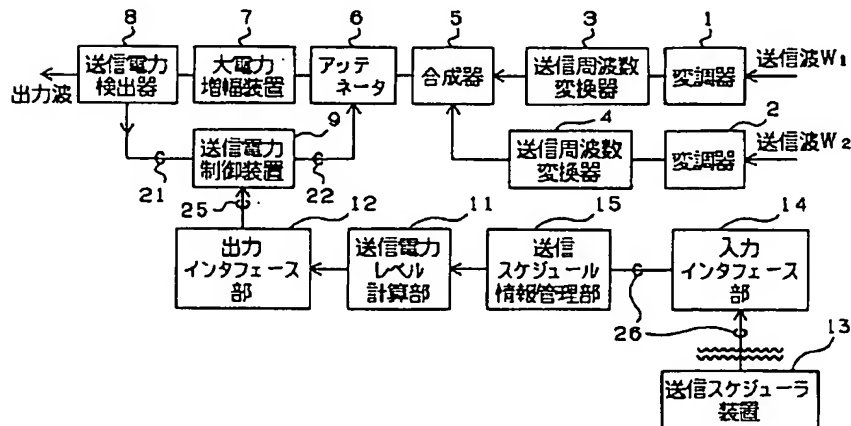 8
7
6
5
3
1
送信電力
検出器
大電力
増幅装置
アッテ
ネータ
合成器
送信周波数
変換器
変調器
送信波W1
出力波
9
4
2
送信電力
制御装置
送信周波数
変換器
変調器
送信波W2
21
22
25
12
11
15
14
出力
インタフェース
部
送信電力
レベル
計算部
送信
スケジュール
情報管理部
入力
インタフェース
部
26
26
13
送信スケジューラ
装置